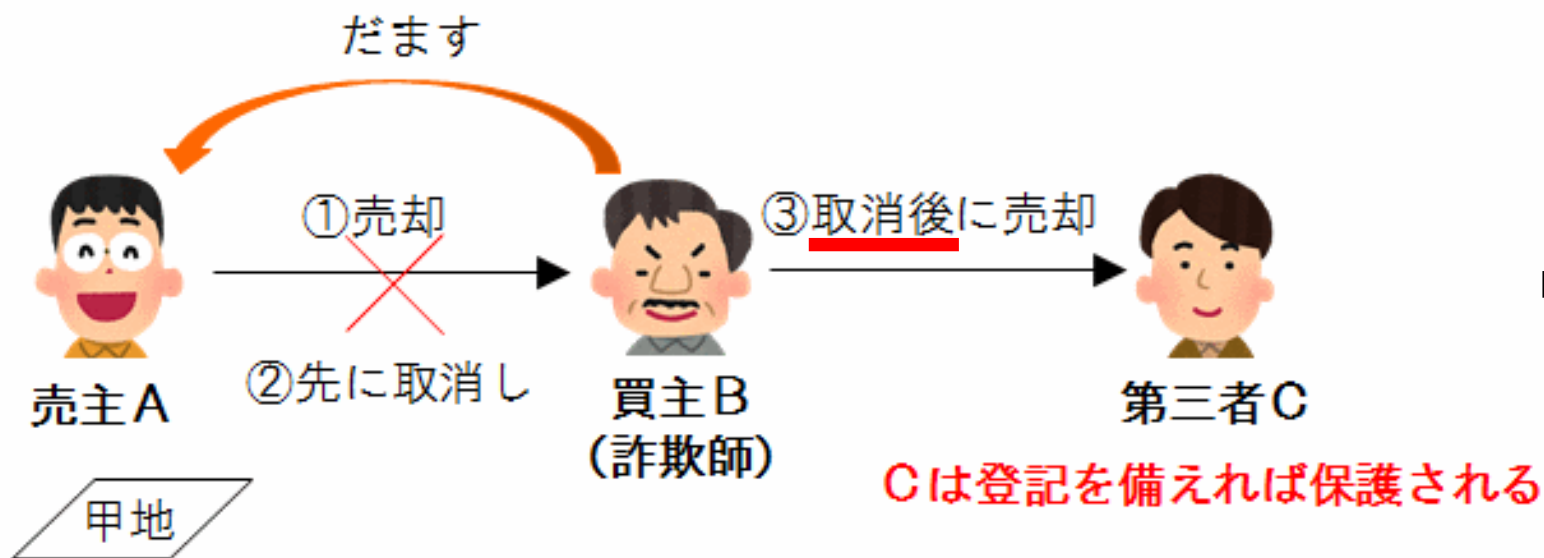 だます
①売却
③取消後に売却
②先に取消し
売主A
買主B
(詐欺師)
第三者C
Cは登記を備えれば保護される
甲地